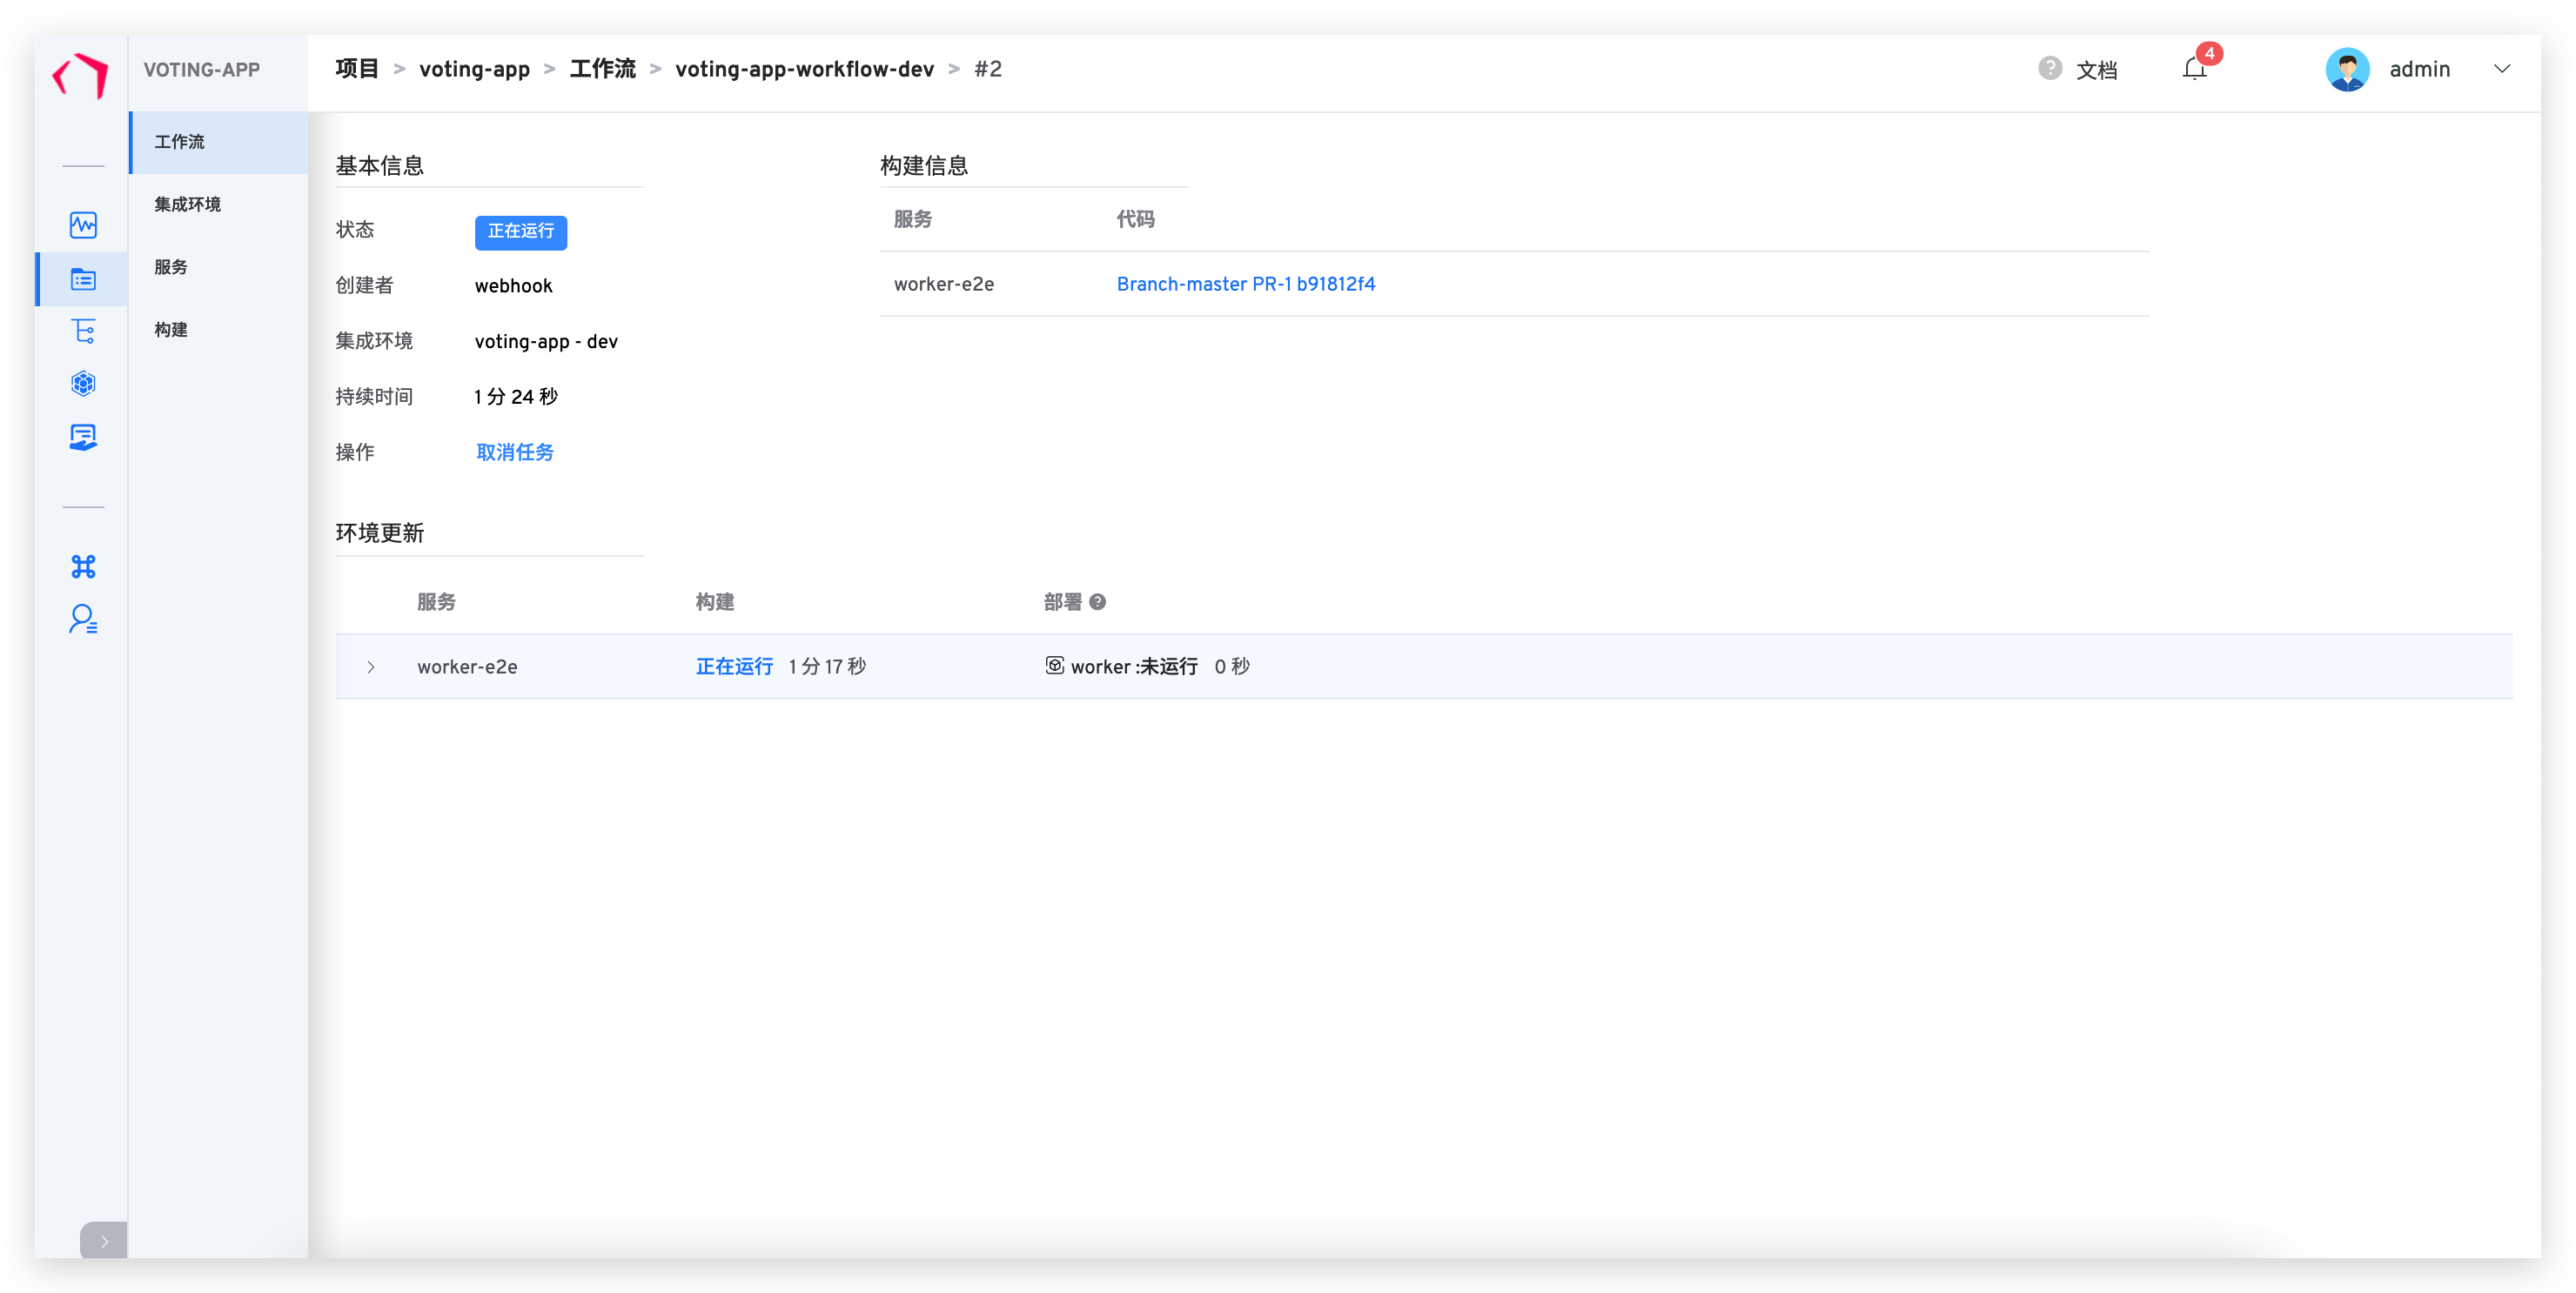 VOTING-APP
项目 > voting-app > 工作流 > voting-app-workflow-dev > #2
? 文档
4
admin
工作流
集成环境
服务
构建
基本信息
状态 正在运行
创建者 webhook
集成环境 voting-app - dev
持续时间 1 分 24 秒
操作 取消任务
构建信息
服务 代码
worker-e2e Branch-master PR-1 b91812f4
环境更新
服务 构建 部署 ?
worker-e2e 正在运行 1 分 17 秒 worker :未运行 0 秒